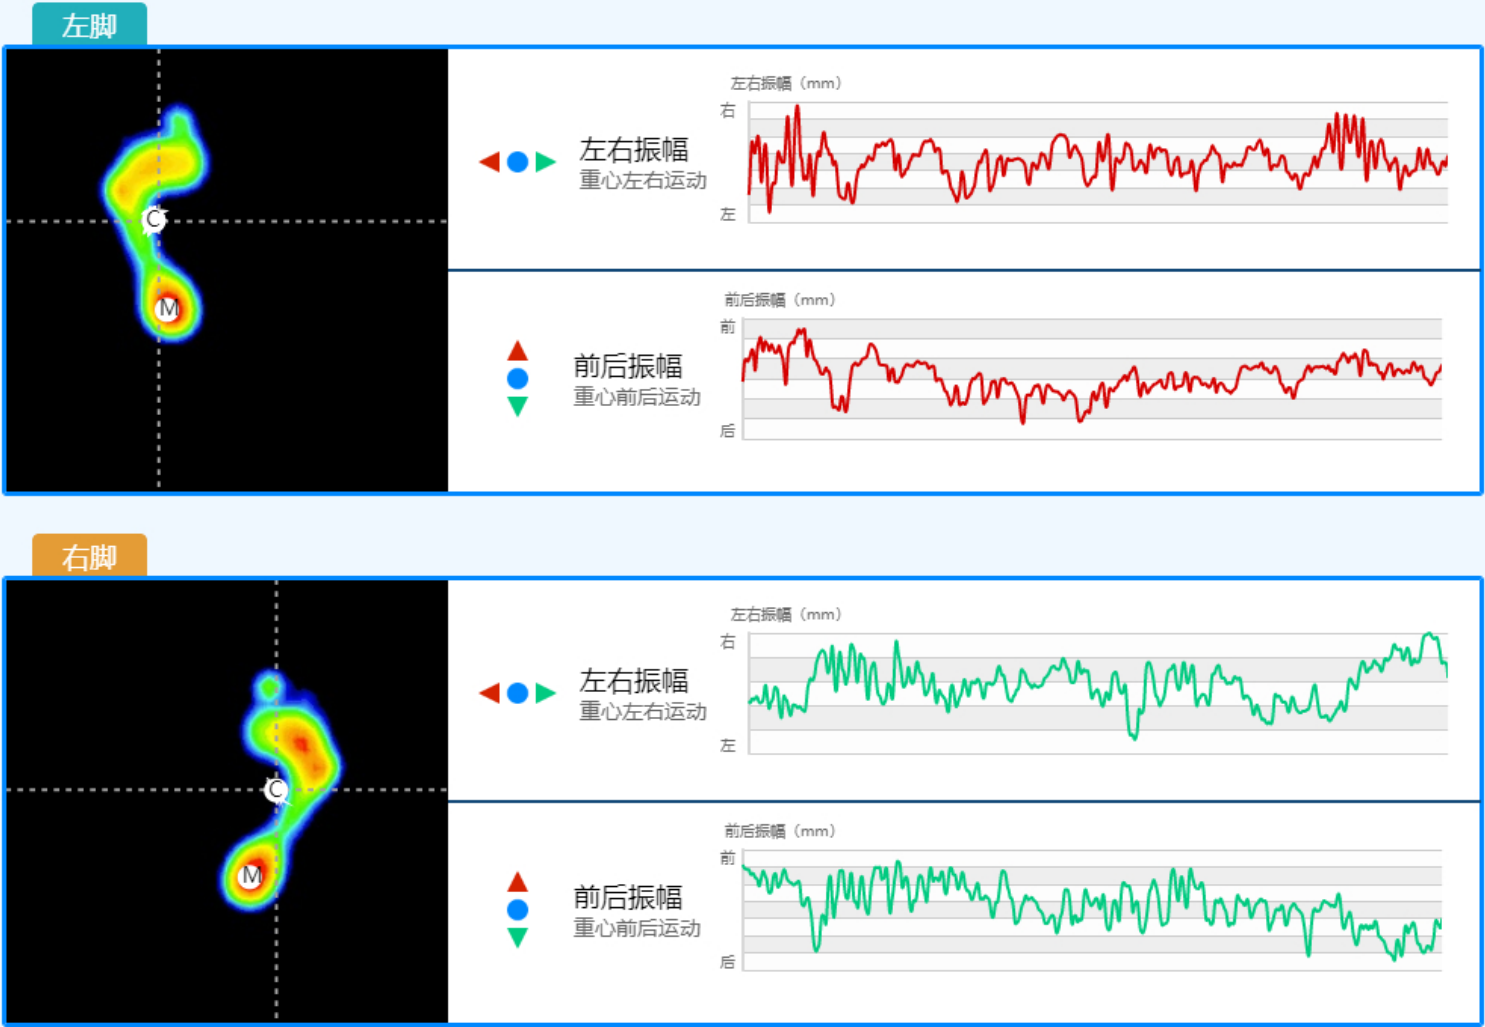 左脚
C
M
左右振幅
重心左右运动
左右振幅（mm）
右
左
前后振幅
重心前后运动
前后振幅（mm）
前
后
右脚
C
M
左右振幅
重心左右运动
左右振幅（mm）
右
左
前后振幅
重心前后运动
前后振幅（mm）
前
后